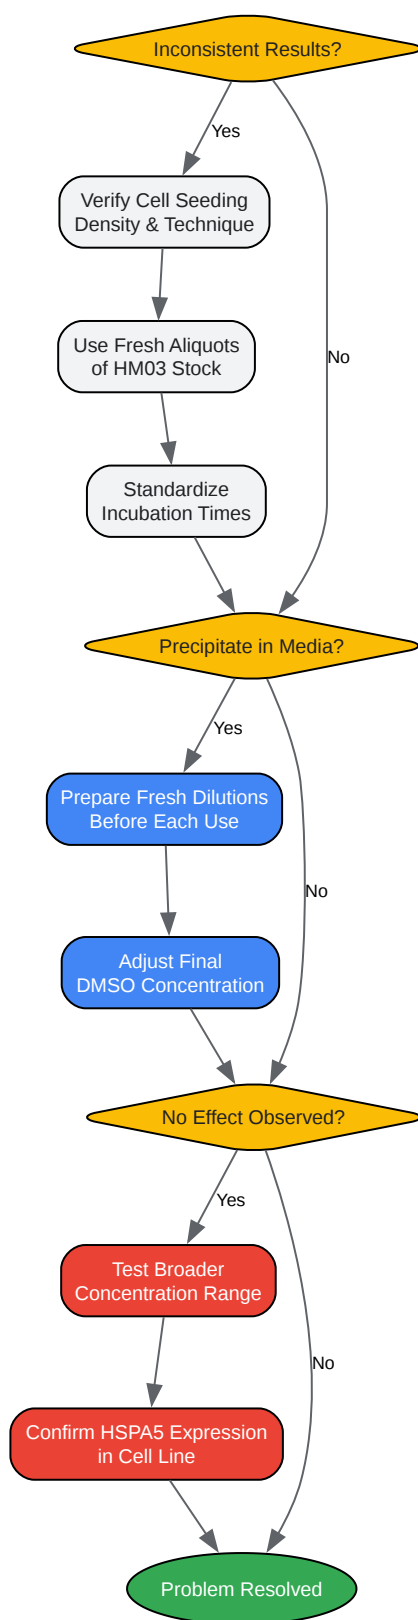 Inconsistent Results?
Yes
Verify Cell Seeding
Density & Technique
Use Fresh Aliquots
of HM03 Stock
No
Standardize
Incubation Times
Precipitate in Media?
Yes
Prepare Fresh Dilutions
Before Each Use
No
Adjust Final
DMSO Concentration
No Effect Observed?
Yes
Test Broader
Concentration Range
No
Confirm HSPA5 Expression
in Cell Line
Problem Resolved